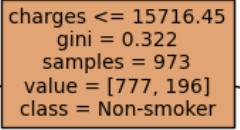 charges <= 15716.45
gini = 0.322
samples = 973
value = [777, 196]
class = Non-smoker